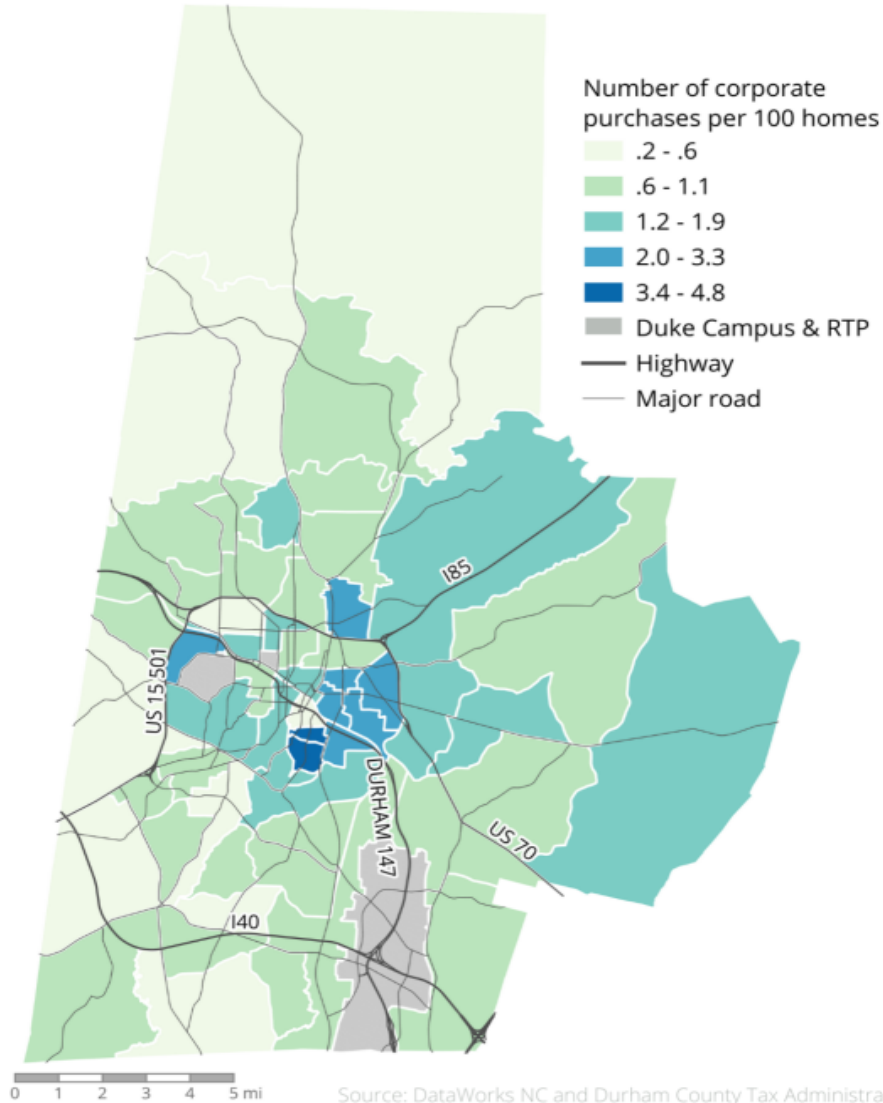 Number of corporate
purchases per 100 homes
.2 - .6
.6 - 1.1
1.2 - 1.9
2.0 - 3.3
3.4 - 4.8
Duke Campus & RTP
Highway
Major road
I85
US 15,501
DURHAM 147
US 70
I40
0 1 2 3 4 5 mi
Source: DataWorks NC and Durham County Tax Administra